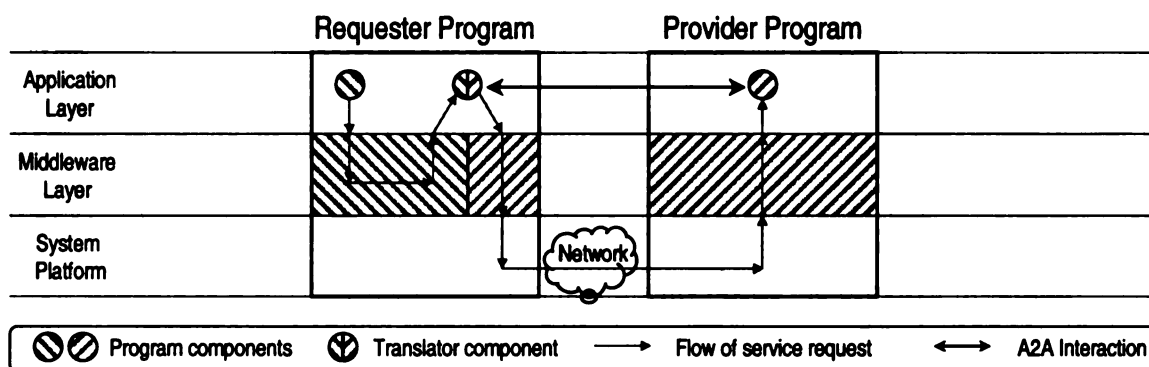 Requester Program Provider Program
Application
Layer
Middleware
Layer
System
Platform
Network
Program components Translator component Flow of service request A2A Interaction